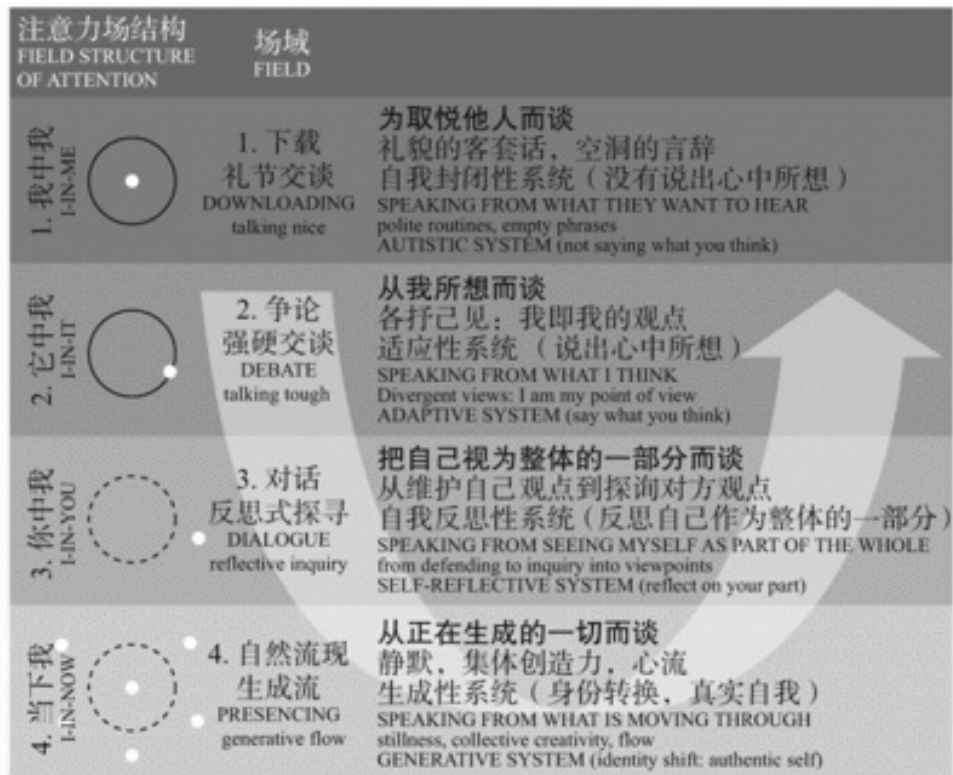 注意力场结构
FIELD STRUCTURE
OF ATTENTION
场域
FIELD
1. 我中我
I-IN-ME
1. 下载
礼节交谈
DOWNLOADING
talking nice
为取悦他人而谈
礼貌的客套话，空洞的言辞
自我封闭性系统（没有说出心中所想）
SPEAKING FROM WHAT THEY WANT TO HEAR
polite routines, empty phrases
AUTISTIC SYSTEM (not saying what you think)
2. 它中我
I-IN-IT
2. 争论
强硬交谈
DEBATE
talking tough
从我所想而谈
各抒己见：我即我的观点
适应性系统（说出心中所想）
SPEAKING FROM WHAT I THINK
Divergent views: I am my point of view
ADAPTIVE SYSTEM (say what you think)
3. 你中我
I-IN-YOU
3. 对话
反思式探寻
DIALOGUE
reflective inquiry
把自己视为整体的一部分而谈
从维护自己观点到探询对方观点
自我反思性系统（反思自己作为整体的一部分）
SPEAKING FROM SEEING MYSELF AS PART OF THE WHOLE
from defending to inquiry into viewpoints
SELF-REFLECTIVE SYSTEM (reflect on your part)
4. 当下我
I-IN-NOW
4. 自然流现
生成流
PRESENCING
generative flow
从正在生成的一切而谈
静默，集体创造力，心流
生成性系统（身份转换，真实自我）
SPEAKING FROM WHAT IS MOVING THROUGH
stillness, collective creativity, flow
GENERATIVE SYSTEM (identity shift: authentic self)